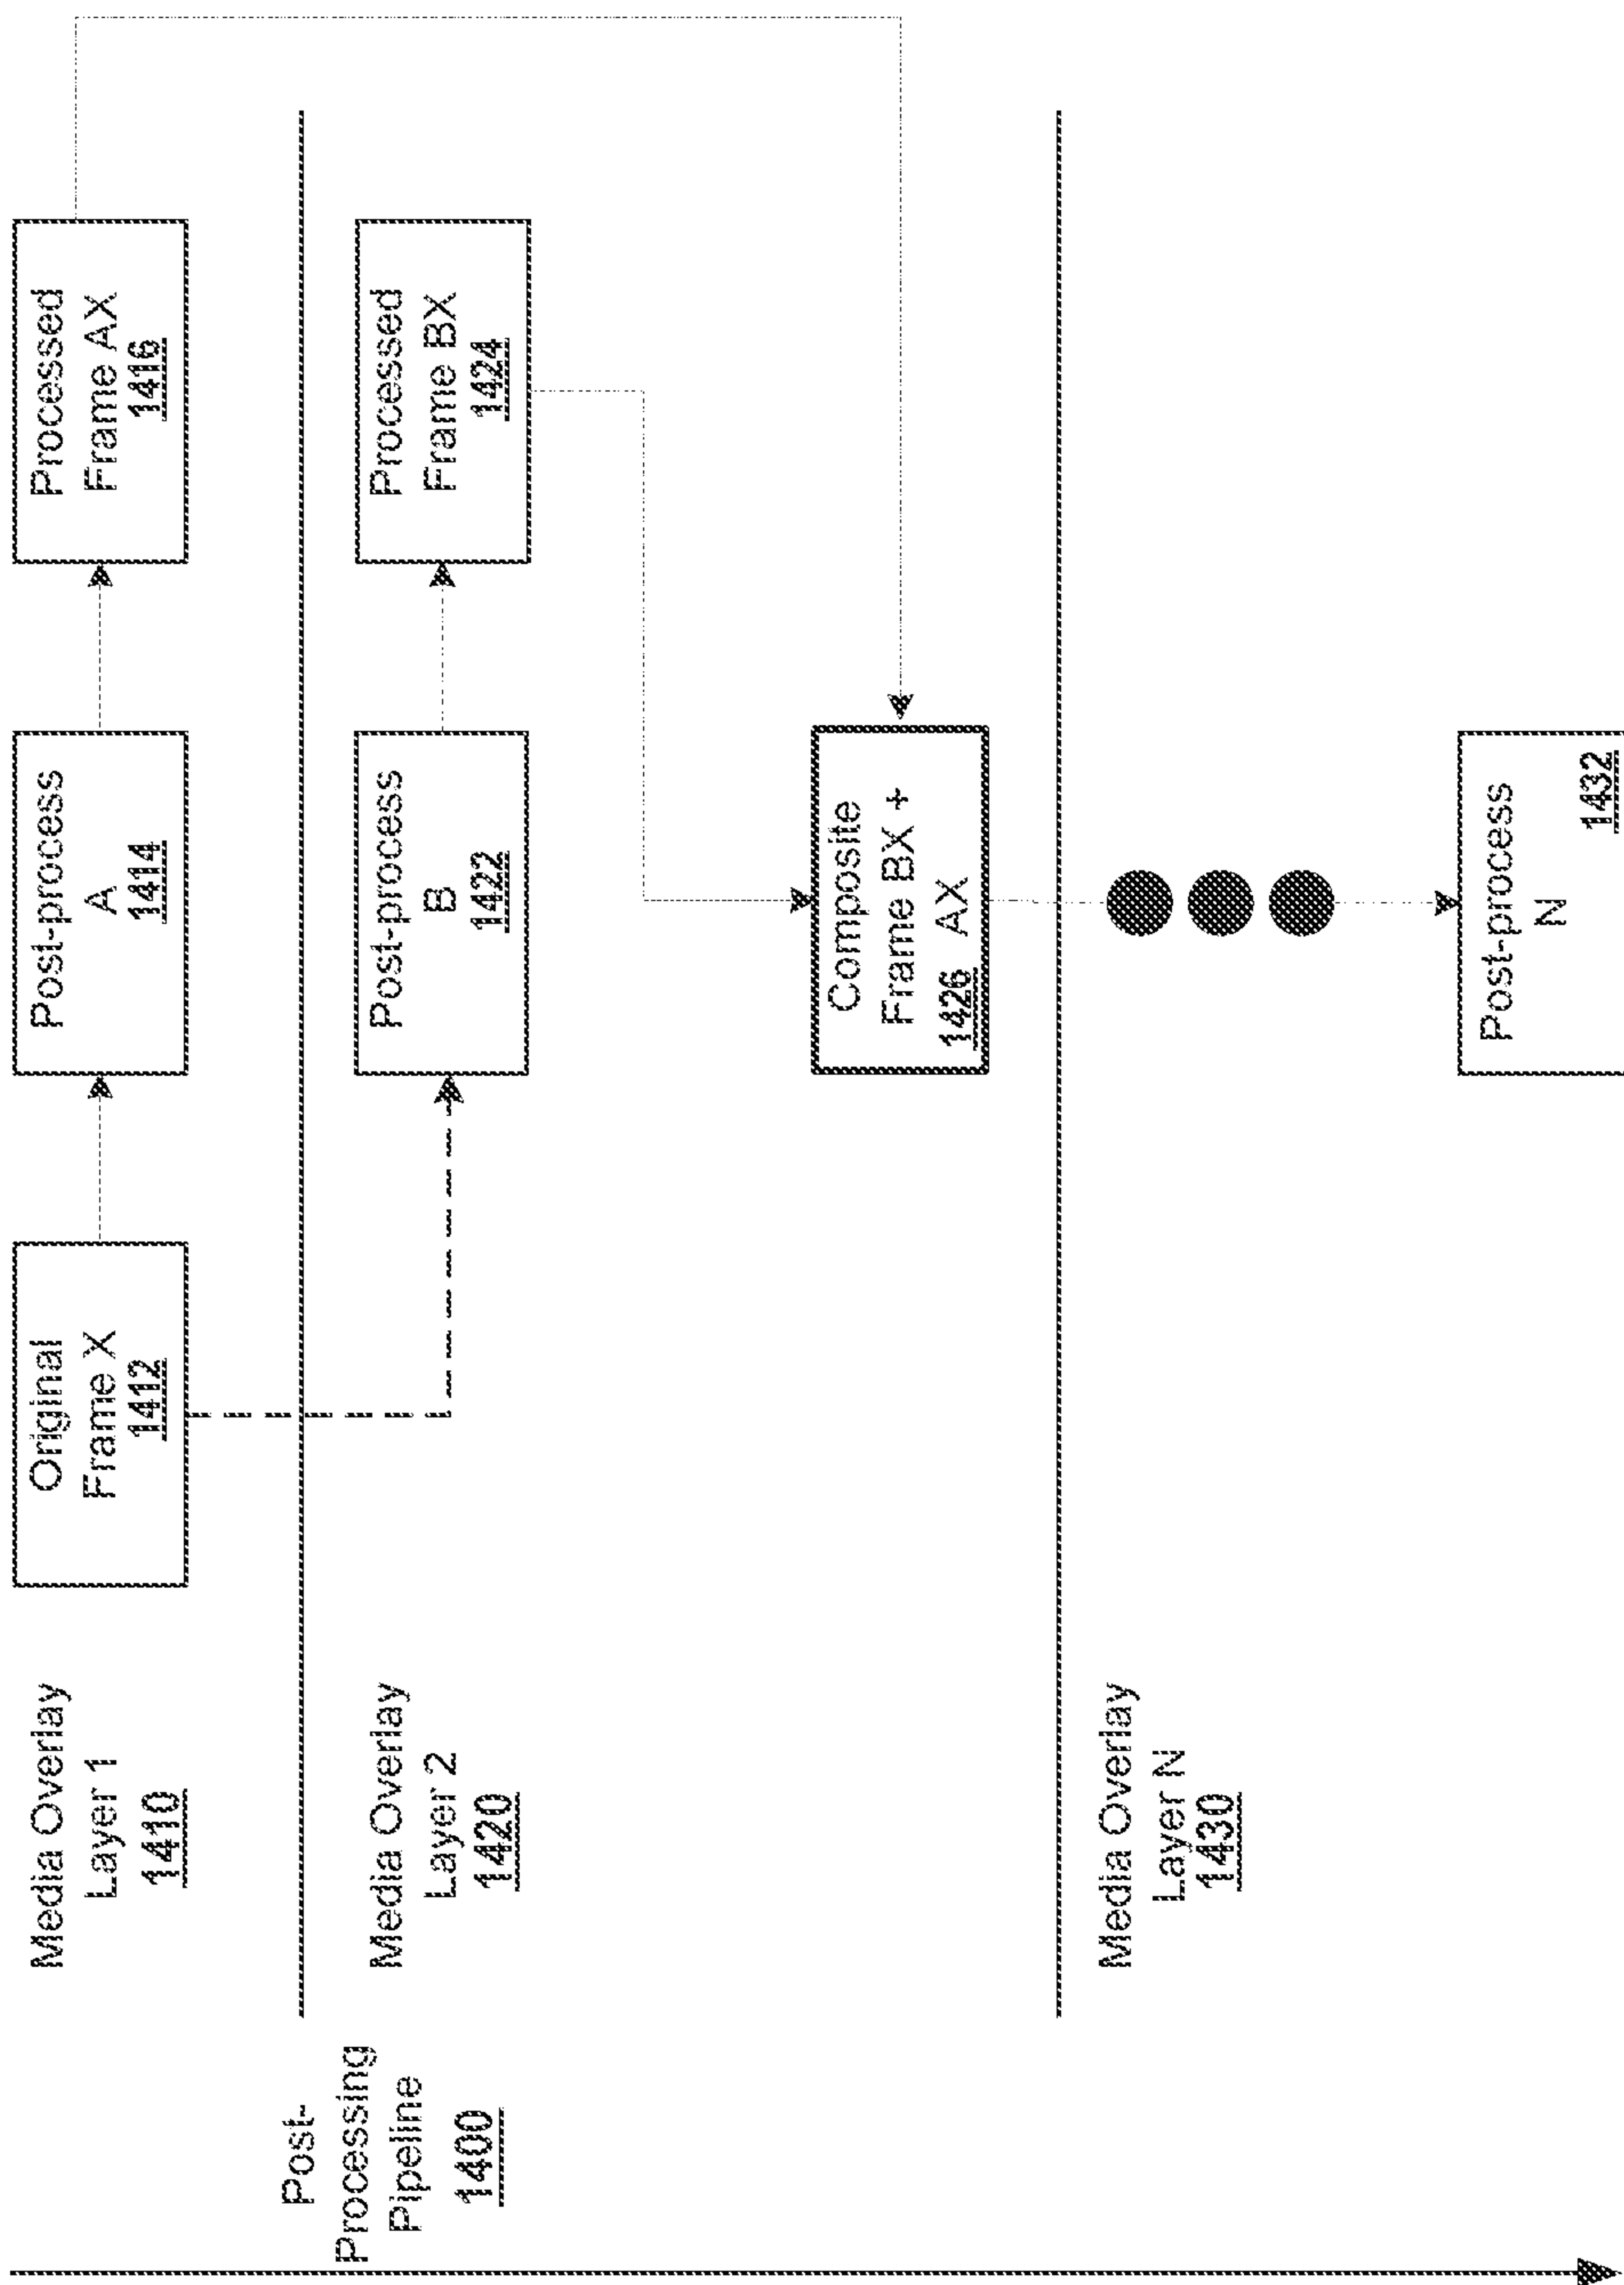 Post-
Processing
Pipeline
1400
Media Overlay
Layer 1
1410
Original
Frame X
1412
Post-process
A
1414
Processed
Frame AX
1416
Media Overlay
Layer 2
1420
Post-process
B
1422
Processed
Frame BX
1424
Composite
Frame BX +
1426 AX
Media Overlay
Layer N
1430
Post-process
N
1432